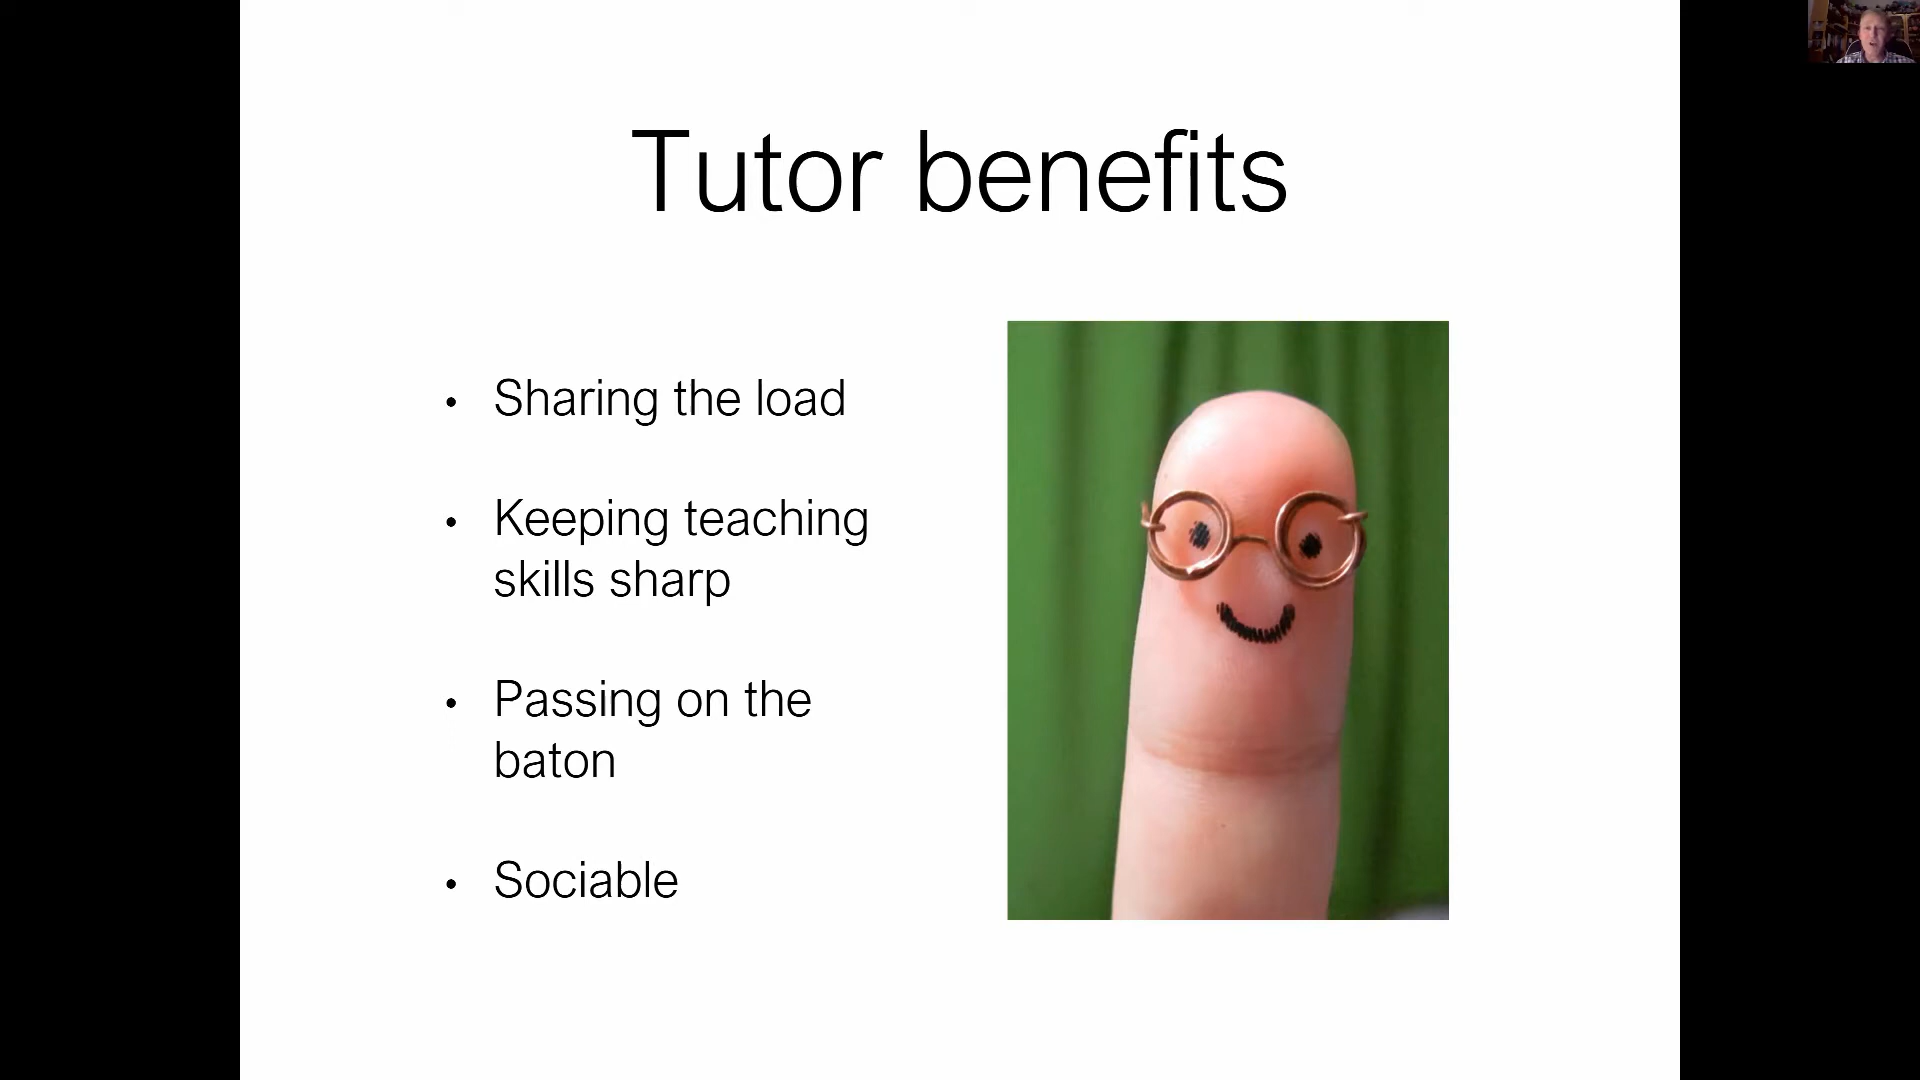 Tutor benefits
• Sharing the load
• Keeping teaching
skills sharp
• Passing on the
baton
• Sociable